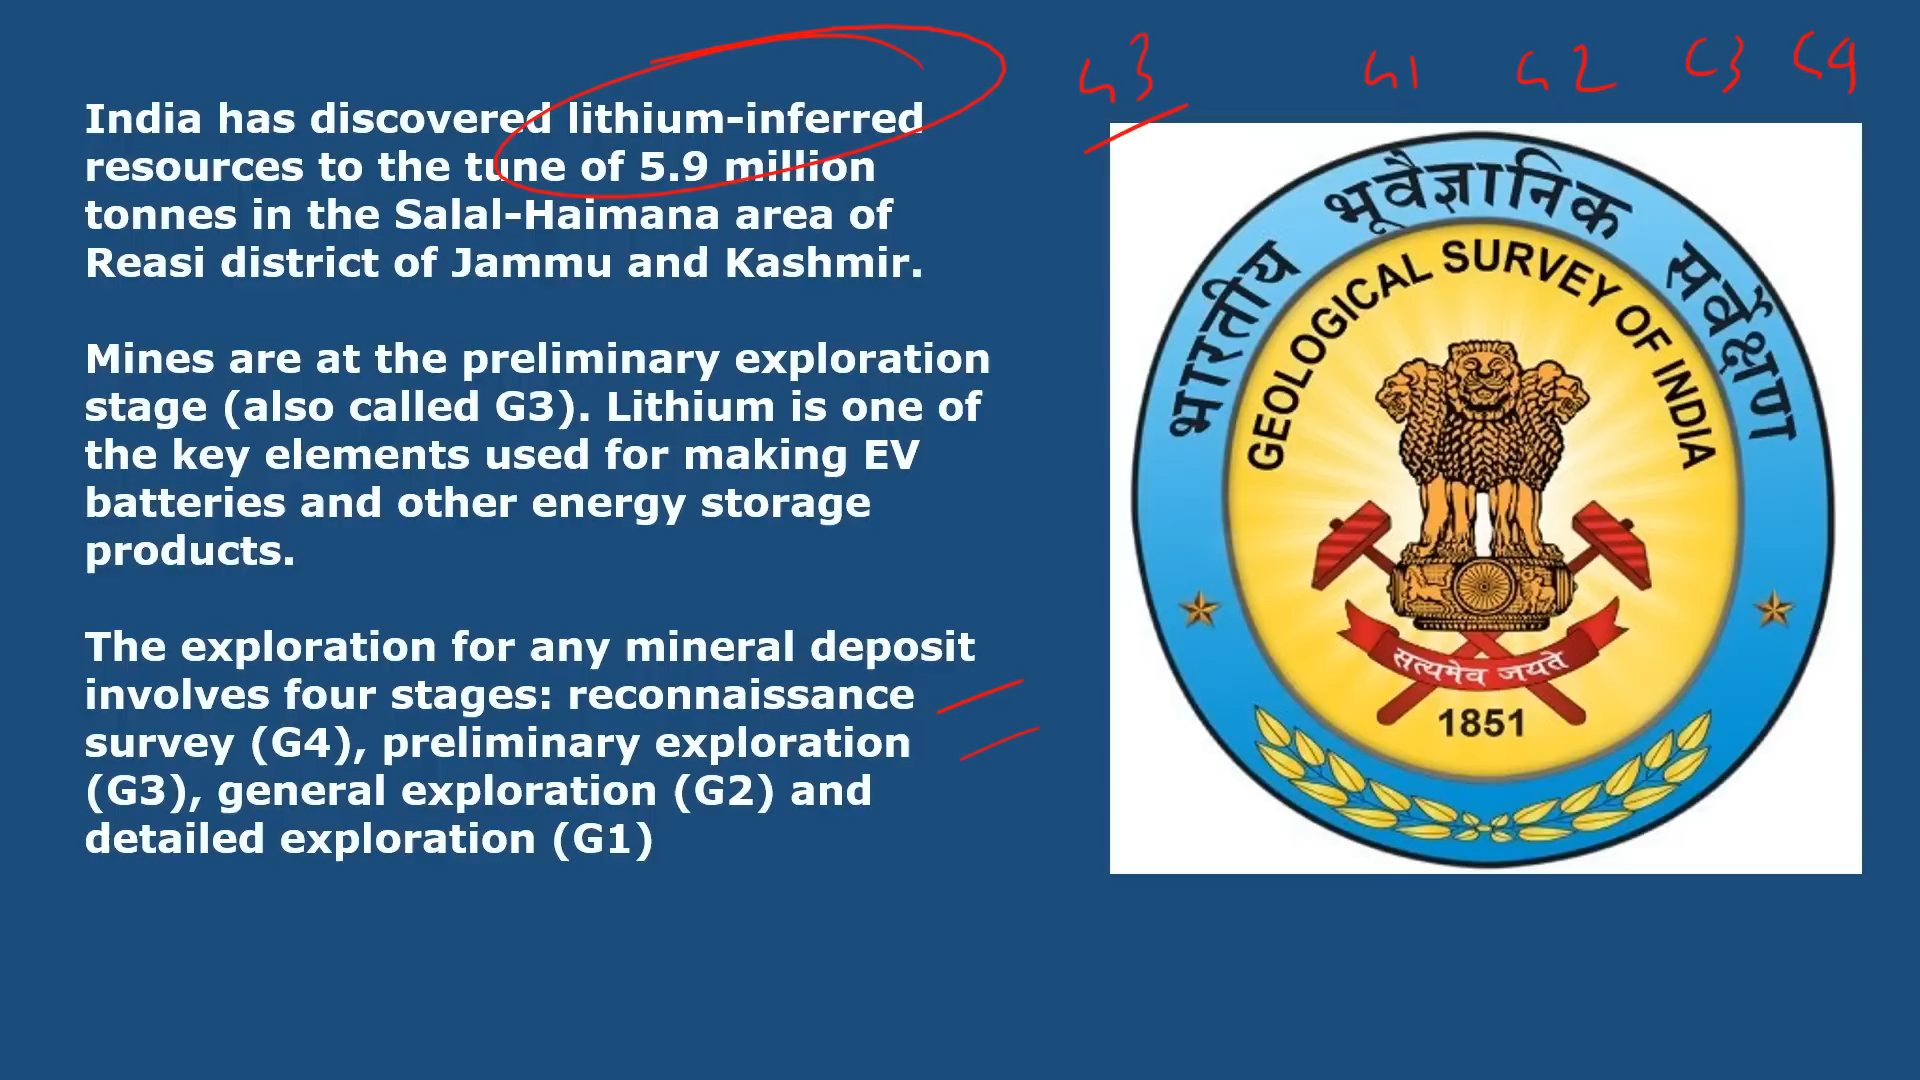 G3 G1 G2 G3 G4
India has discovered lithium-inferred
resources to the tune of 5.9 million
tonnes in the Salal-Haimana area of
Reasi district of Jammu and Kashmir.
Mines are at the preliminary exploration
stage (also called G3). Lithium is one of
the key elements used for making EV
batteries and other energy storage
products.
The exploration for any mineral deposit
involves four stages: reconnaissance
survey (G4), preliminary exploration
(G3), general exploration (G2) and
detailed exploration (G1)
भारतीय भूवैज्ञानिक सर्वेक्षण
GEOLOGICAL SURVEY OF INDIA
सत्यमेव जयते
1851